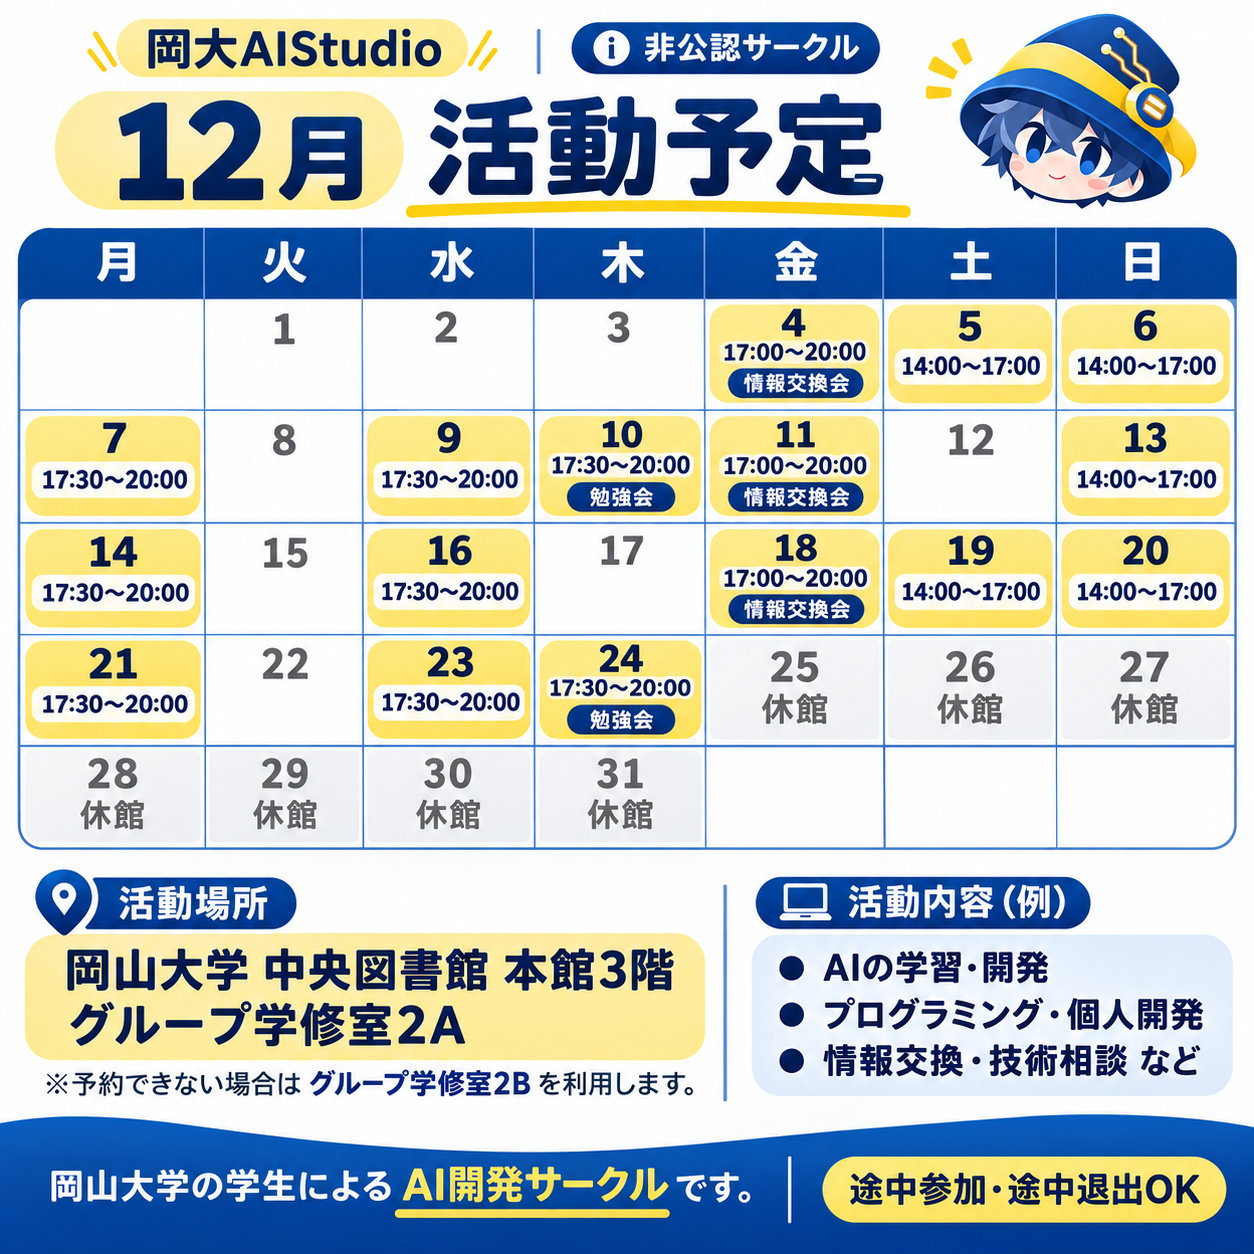 岡大AIStudio
非公認サークル
12月 活動予定
月 火 水 木 金 土 日
1 2 3 4 5 6
17:00〜20:00 14:00〜17:00 14:00〜17:00
情報交換会
7 8 9 10 11 12 13
17:30〜20:00 17:30〜20:00 17:30〜20:00 17:00〜20:00 14:00〜17:00
勉強会 情報交換会
14 15 16 17 18 19 20
17:30〜20:00 17:30〜20:00 17:00〜20:00 14:00〜17:00 14:00〜17:00
情報交換会
21 22 23 24 25 26 27
17:30〜20:00 17:30〜20:00 17:30〜20:00 休館 休館 休館
勉強会
28 29 30 31
休館 休館 休館 休館
活動場所
岡山大学 中央図書館 本館3階
グループ学修室2A
※予約できない場合は グループ学修室2B を利用します。
活動内容(例)
● AIの学習・開発
● プログラミング・個人開発
● 情報交換・技術相談 など
岡山大学の学生による AI開発サークル です。
途中参加・途中退出OK